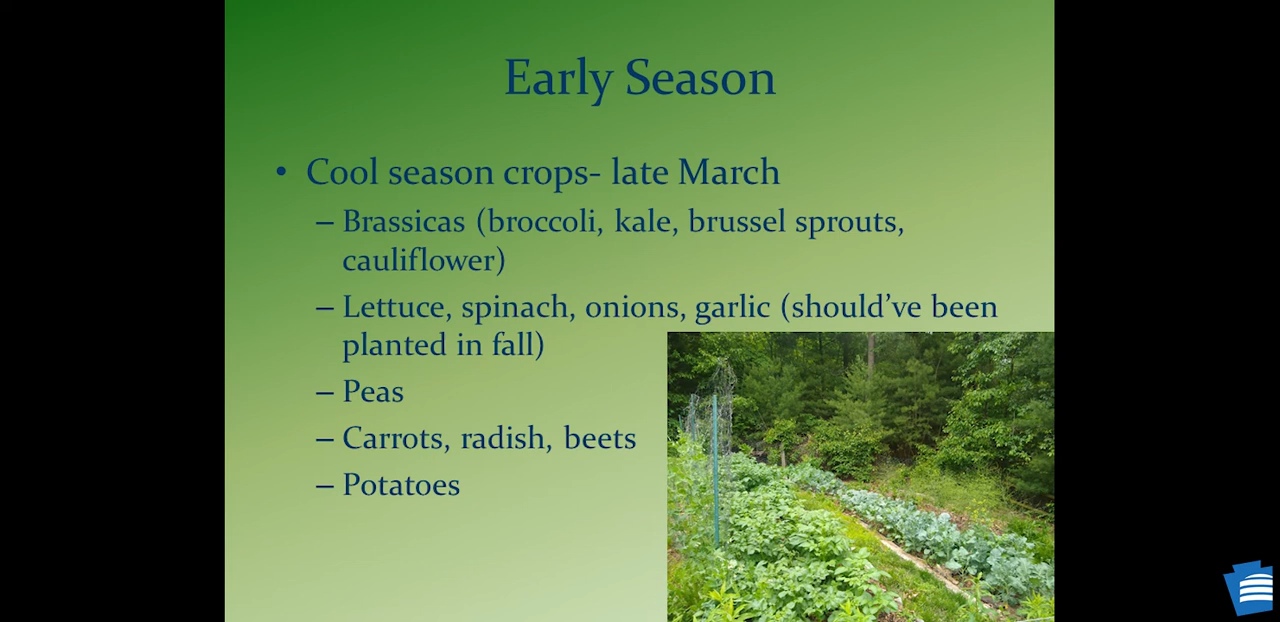 Early Season
• Cool season crops- late March
– Brassicas (broccoli, kale, brussel sprouts,
cauliflower)
– Lettuce, spinach, onions, garlic (should’ve been
planted in fall)
– Peas
– Carrots, radish, beets
– Potatoes